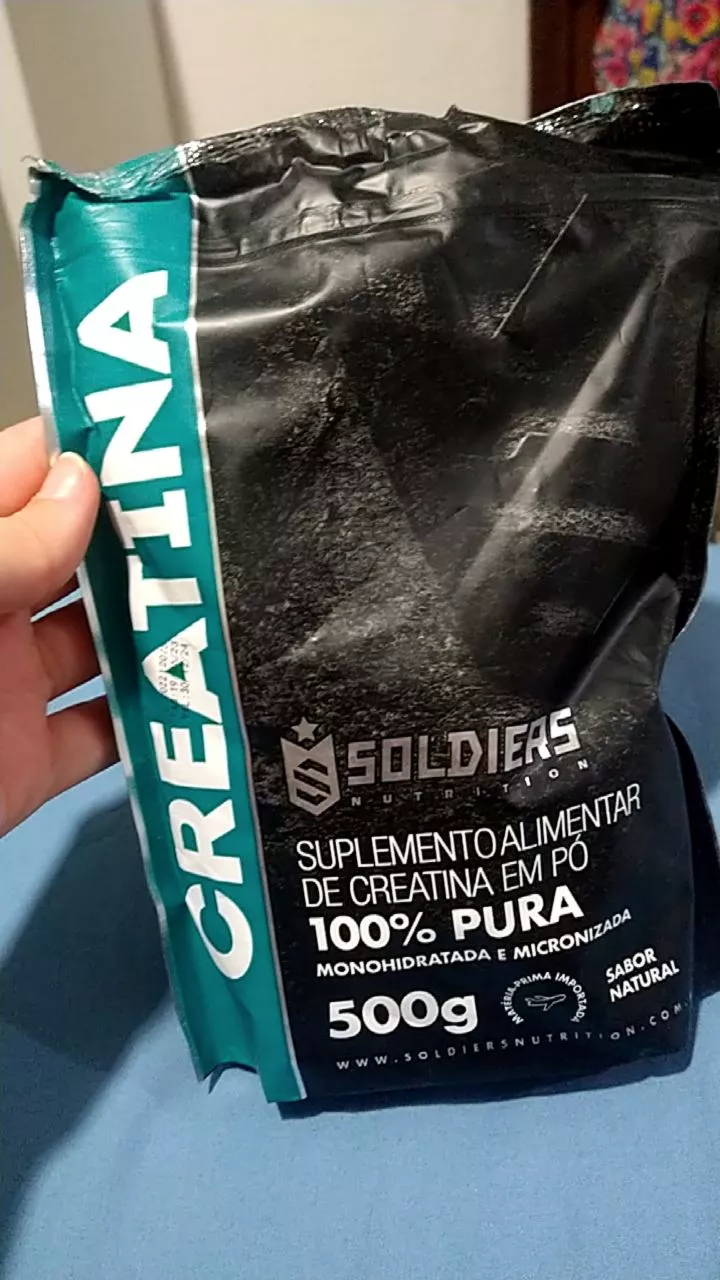 CREATINA
SOLDIERS
NUTRITION
SUPLEMENTO ALIMENTAR
DE CREATINA EM PÓ
100% PURA
MONOHIDRATADA E MICRONIZADA
500g
MATÉRIA-PRIMA IMPORTADA
SABOR
NATURAL
WWW.SOLDIERSNUTRITION.COM